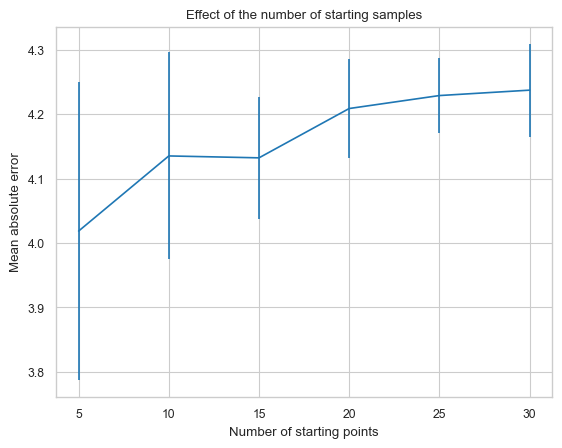 Effect of the number of starting samples
Mean absolute error
4.3
4.2
4.1
4.0
3.9
3.8
5 10 15 20 25 30
Number of starting points